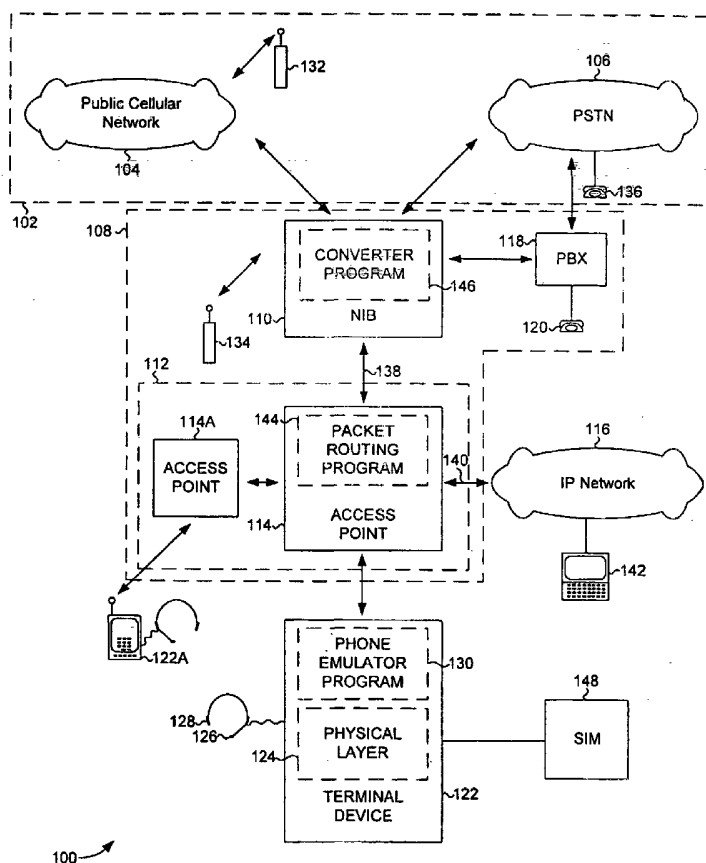 132
106
Public Cellular
Network
PSTN
104
136
102
108
118
CONVERTER
PROGRAM
PBX
146
110
NIB
120
134
112
138
114A
144
PACKET
ROUTING
PROGRAM
116
ACCESS
POINT
140
IP Network
114
ACCESS
POINT
142
122A
PHONE
EMULATOR
PROGRAM
130
148
128
126
PHYSICAL
LAYER
SIM
124
TERMINAL
DEVICE
122
100